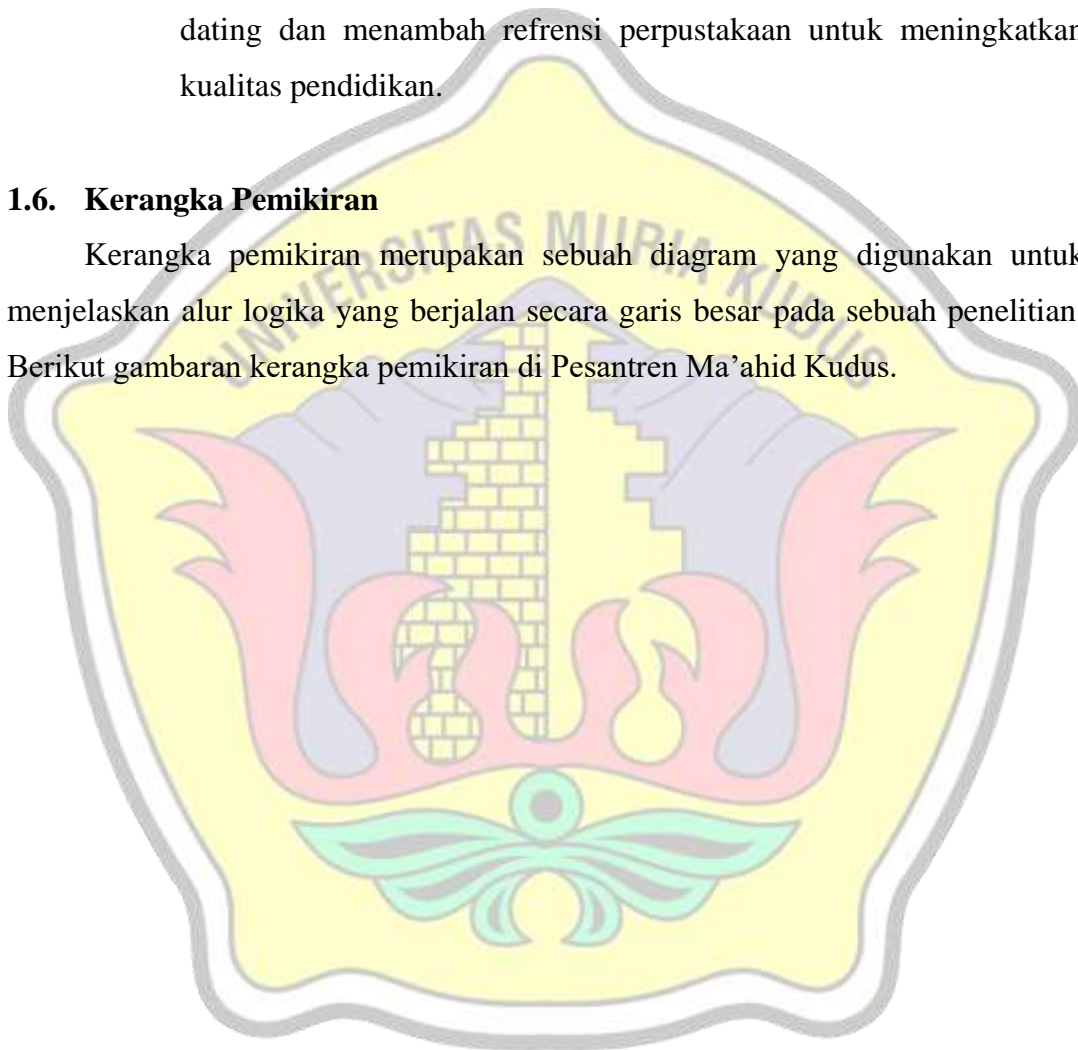 dating dan menambah refrensi perpustakaan untuk meningkatkan
kualitas pendidikan.
1.6. Kerangka Pemikiran
Kerangka pemikiran merupakan sebuah diagram yang digunakan untuk
menjelaskan alur logika yang berjalan secara garis besar pada sebuah penelitian
Berikut gambaran kerangka pemikiran di Pesantren Ma'ahid Kudus.
UNIVERSITAS MURIA KUDUS